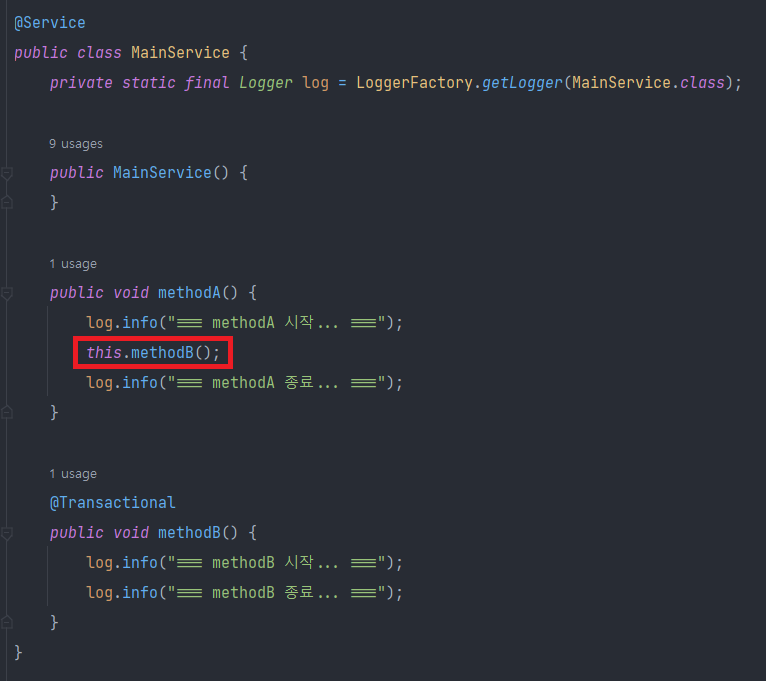 @Service
public class MainService {
private static final Logger log = LoggerFactory.getLogger(MainService.class);
9 usages
public MainService() {
}
1 usage
public void methodA() {
log.info("=== methodA 시작... ===");
this.methodB();
log.info("=== methodA 종료... ===");
}
1 usage
@Transactional
public void methodB() {
log.info("=== methodB 시작... ===");
log.info("=== methodB 종료... ===");
}
}